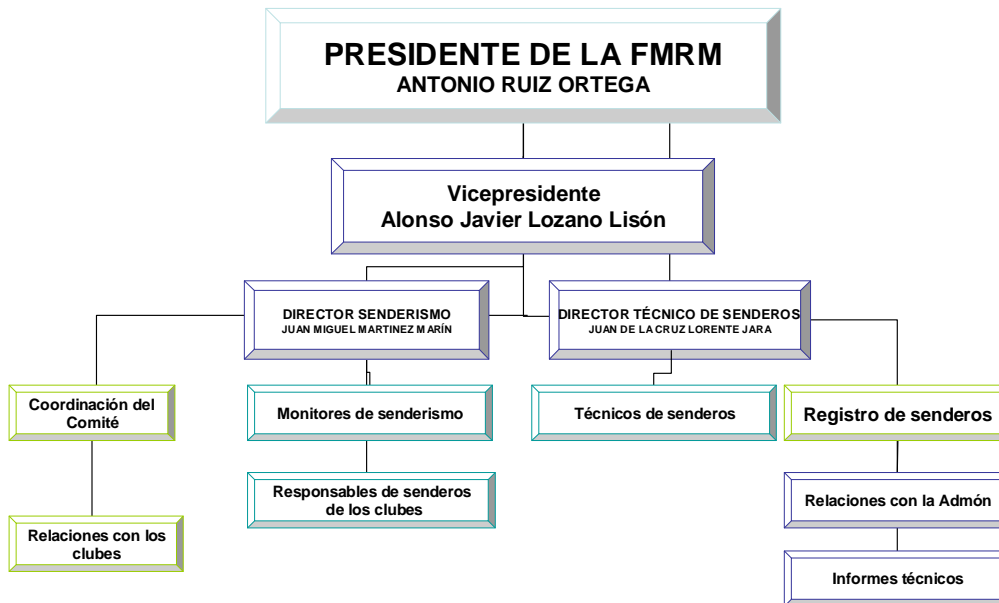 PRESIDENTE DE LA FMRM
ANTONIO RUIZ ORTEGA
Vicepresidente
Alonso Javier Lozano Lisón
DIRECTOR SENDERISMO
JUAN MIGUEL MARTINEZ MARÍN
DIRECTOR TÉCNICO DE SENDEROS
JUAN DE LA CRUZ LORENTE JARA
Coordinación del
Comité
Monitores de senderismo
Técnicos de senderos
Registro de senderos
Responsables de senderos
de los clubes
Relaciones con la Admón
Relaciones con los
clubes
Informes técnicos